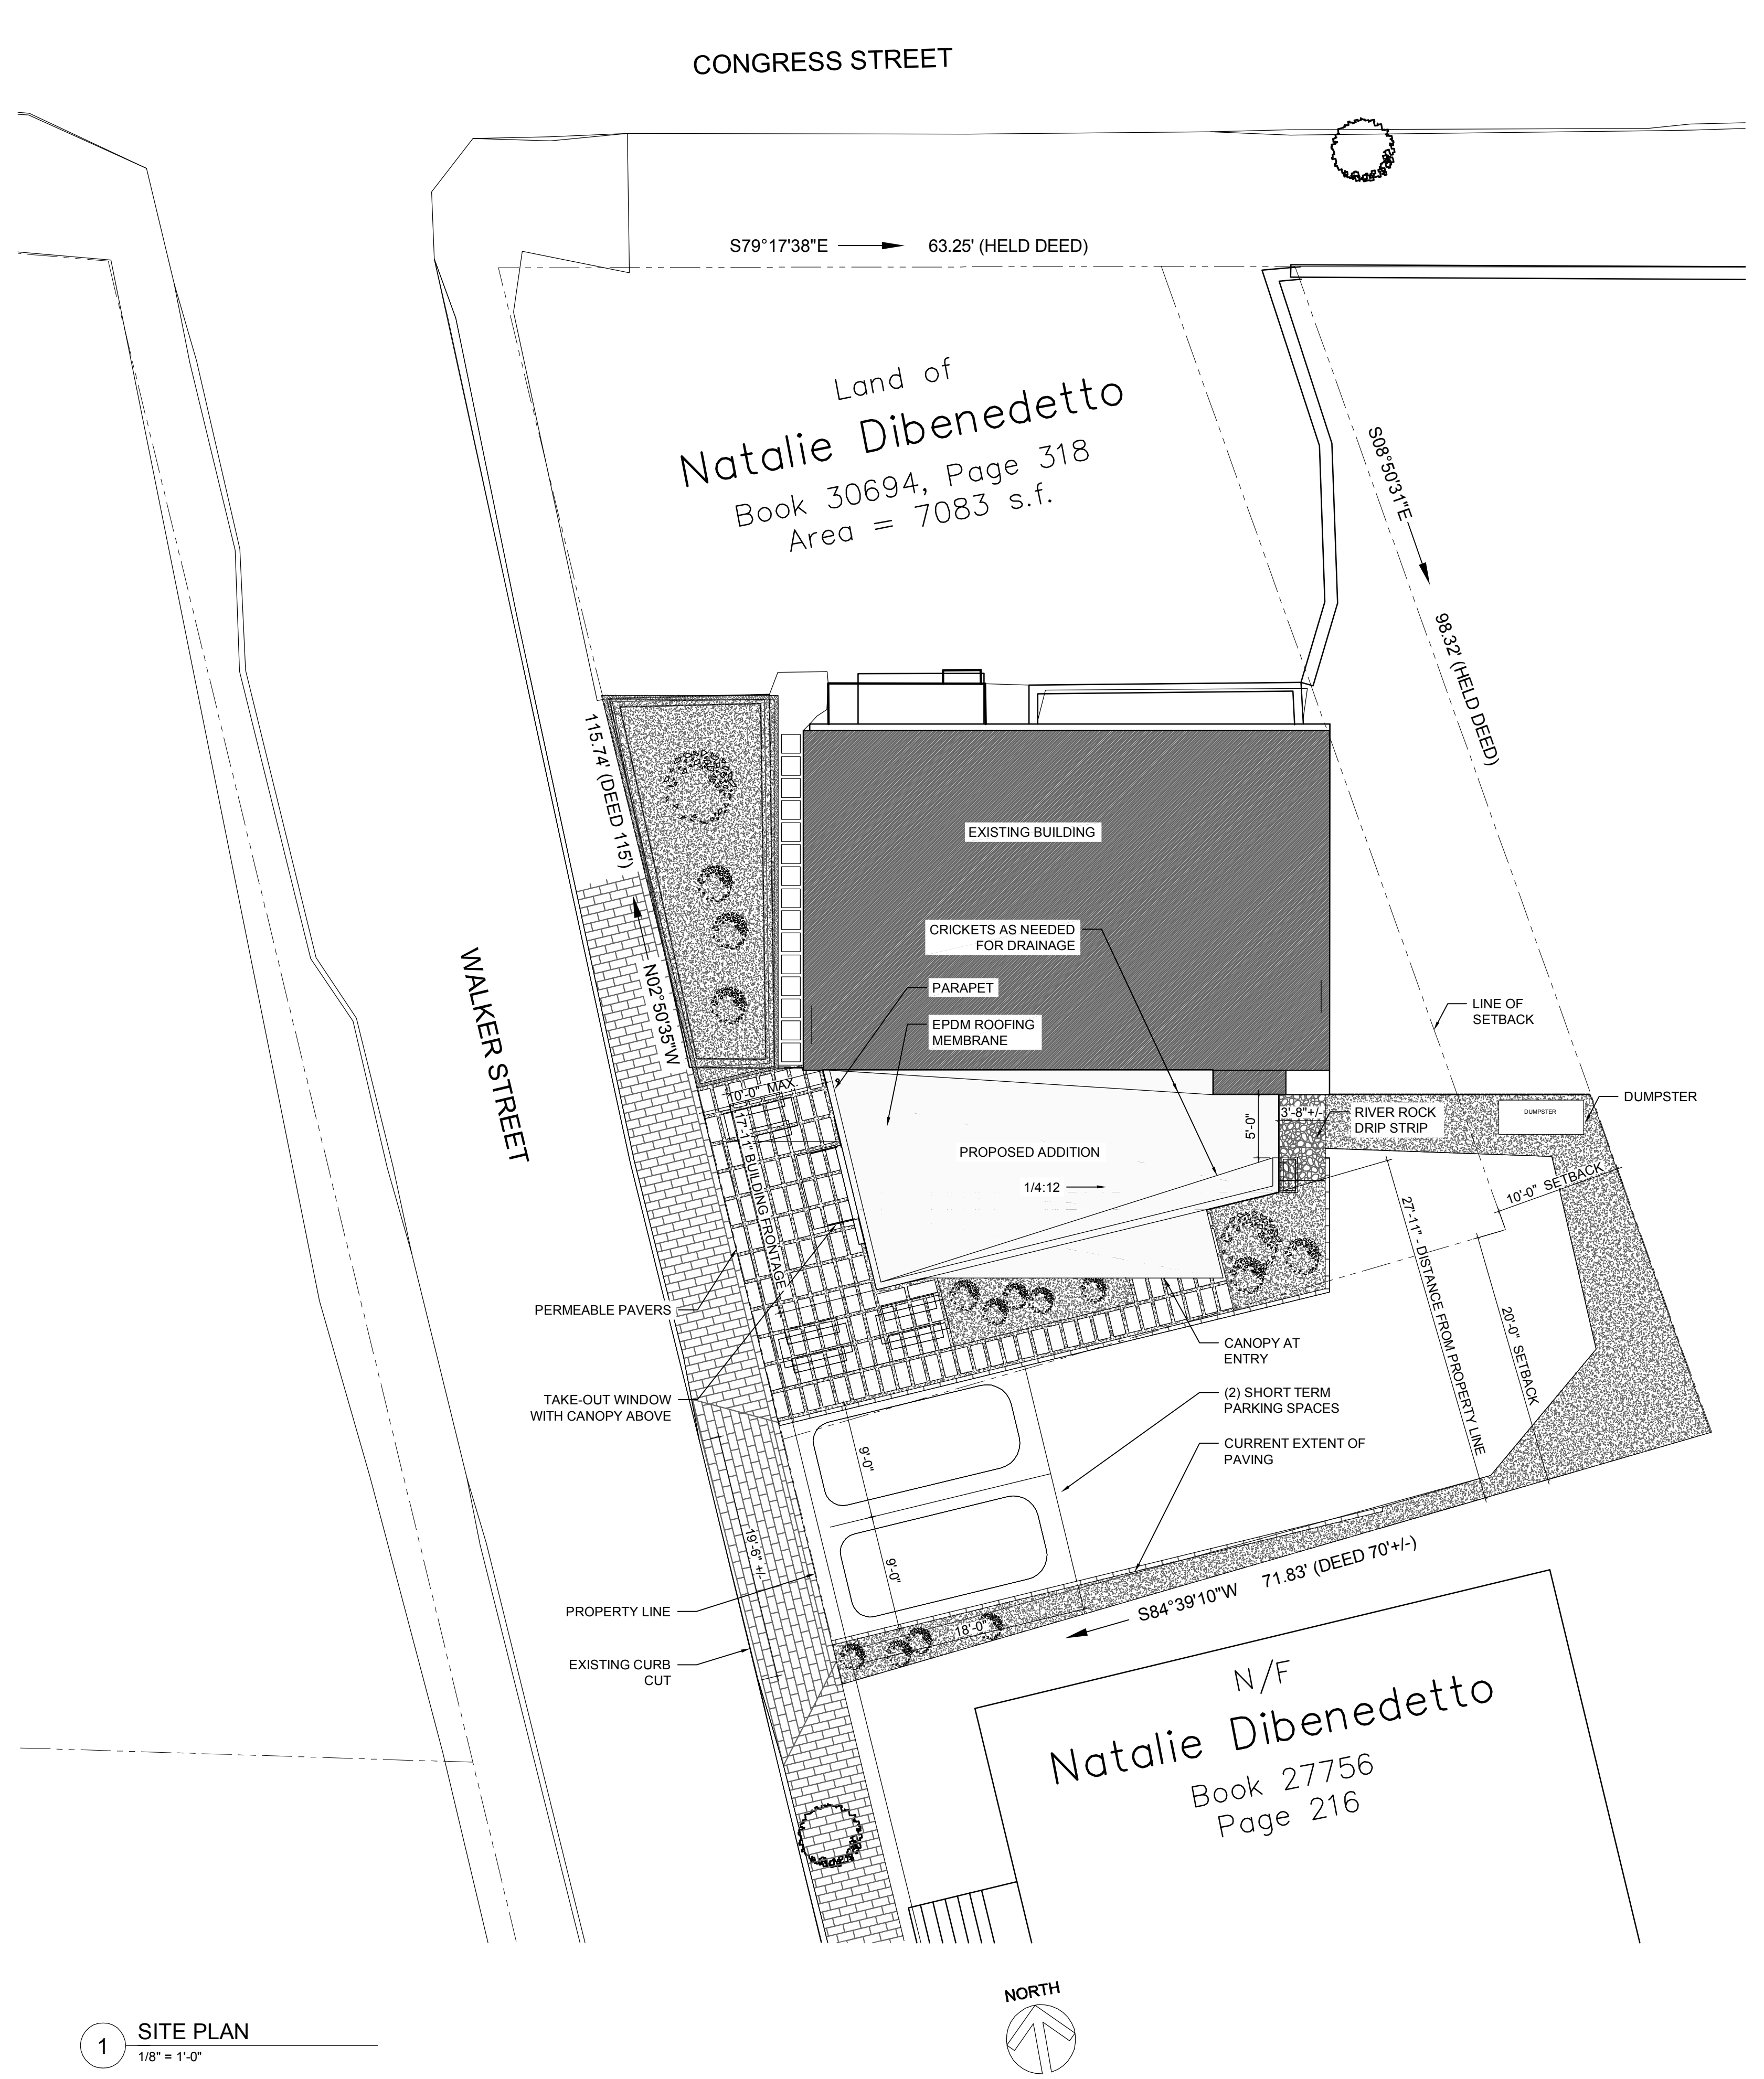 CONGRESS STREET
S79°17'38"E
63.25' (HELD DEED)
Land of
Natalie Dibenedetto
Book 30694, Page 318
Area = 7083 s.f.
S08°50'31"E
98.32' (HELD DEED)
115.74' (DEED 115')
N02°50'35"W
WALKER STREET
EXISTING BUILDING
CRICKETS AS NEEDED
FOR DRAINAGE
PARAPET
EPDM ROOFING
MEMBRANE
LINE OF
SETBACK
10'-0" MAX.
17'-11" BUILDING FRONTAGE
PROPOSED ADDITION
1/4:12
5'-0"
3'-8"+/-
RIVER ROCK
DRIP STRIP
DUMPSTER
DUMPSTER
10'-0" SETBACK
27'-11" - DISTANCE FROM PROPERTY LINE
20'-0" SETBACK
PERMEABLE PAVERS
TAKE-OUT WINDOW
WITH CANOPY ABOVE
CANOPY AT
ENTRY
(2) SHORT TERM
PARKING SPACES
CURRENT EXTENT OF
PAVING
9'-0"
9'-0"
19'-6" +/-
18'-0"
PROPERTY LINE
EXISTING CURB
CUT
S84°39'10"W
71.83' (DEED 70'+/-)
N/F
Natalie Dibenedetto
Book 27756
Page 216
NORTH
1
SITE PLAN
1/8" = 1'-0"